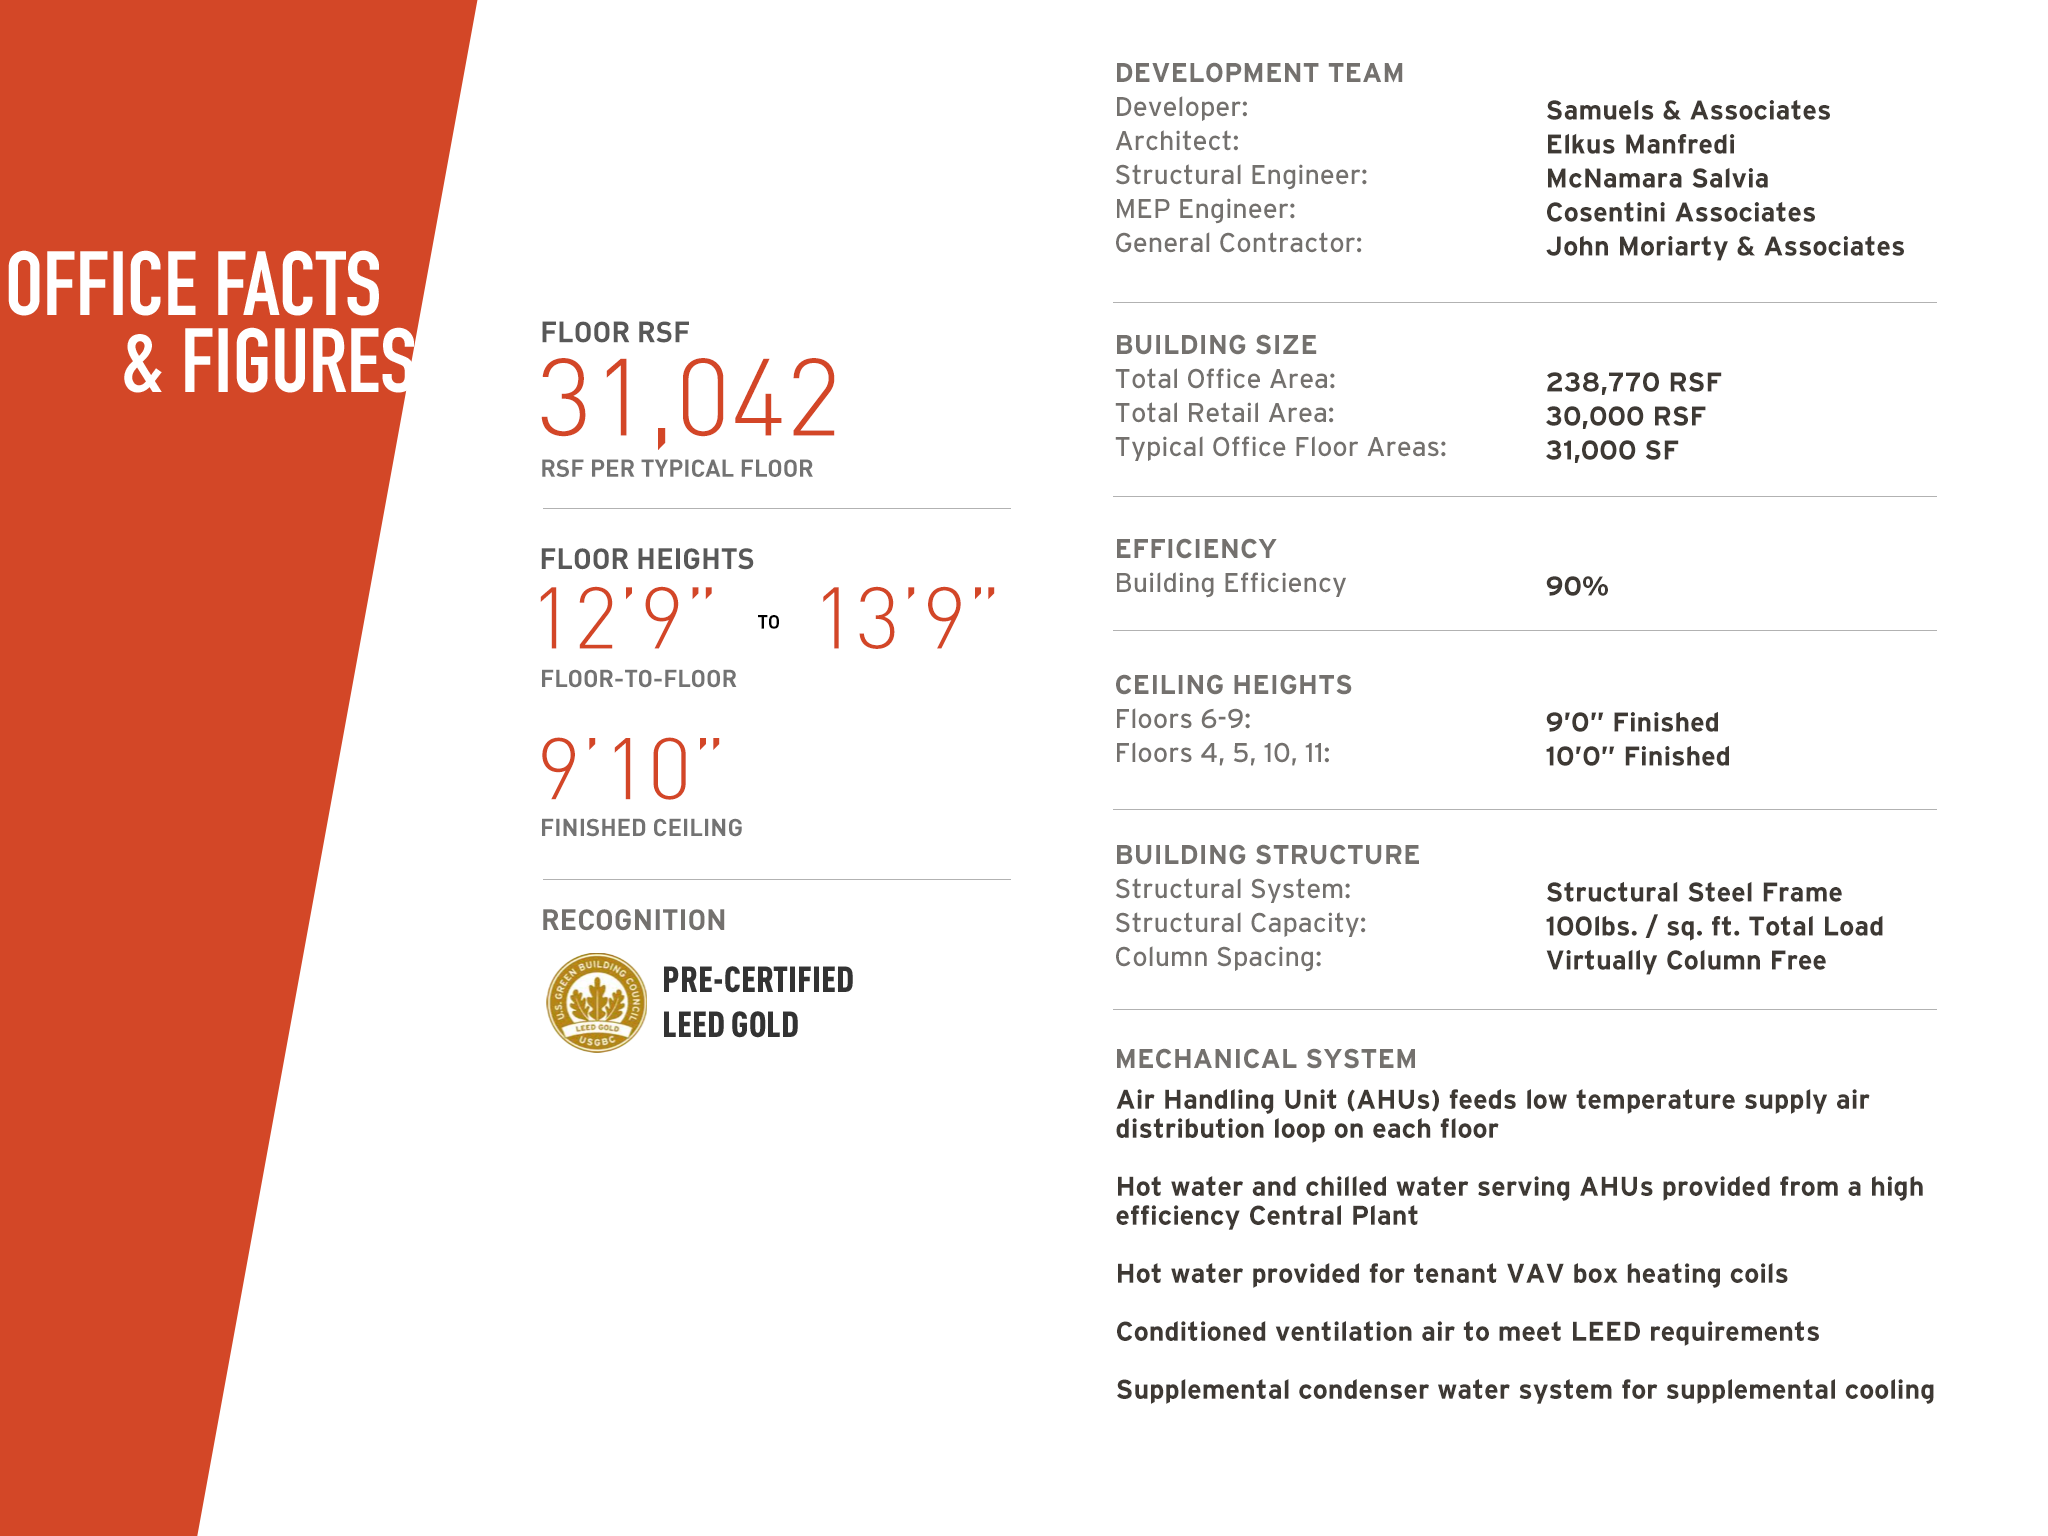 OFFICE FACTS
& FIGURES
FLOOR RSF
31,042
RSF PER TYPICAL FLOOR
FLOOR HEIGHTS
12’9” TO 13’9”
FLOOR-TO-FLOOR
9’10”
FINISHED CEILING
RECOGNITION
U.S. GREEN BUILDING COUNCIL
LEED GOLD
USGBC
PRE-CERTIFIED
LEED GOLD
DEVELOPMENT TEAM
Developer: Samuels & Associates
Architect: Elkus Manfredi
Structural Engineer: McNamara Salvia
MEP Engineer: Cosentini Associates
General Contractor: John Moriarty & Associates
BUILDING SIZE
Total Office Area: 238,770 RSF
Total Retail Area: 30,000 RSF
Typical Office Floor Areas: 31,000 SF
EFFICIENCY
Building Efficiency 90%
CEILING HEIGHTS
Floors 6-9: 9’0” Finished
Floors 4, 5, 10, 11: 10’0” Finished
BUILDING STRUCTURE
Structural System: Structural Steel Frame
Structural Capacity: 100lbs. / sq. ft. Total Load
Column Spacing: Virtually Column Free
MECHANICAL SYSTEM
Air Handling Unit (AHUs) feeds low temperature supply air
distribution loop on each floor
Hot water and chilled water serving AHUs provided from a high
efficiency Central Plant
Hot water provided for tenant VAV box heating coils
Conditioned ventilation air to meet LEED requirements
Supplemental condenser water system for supplemental cooling